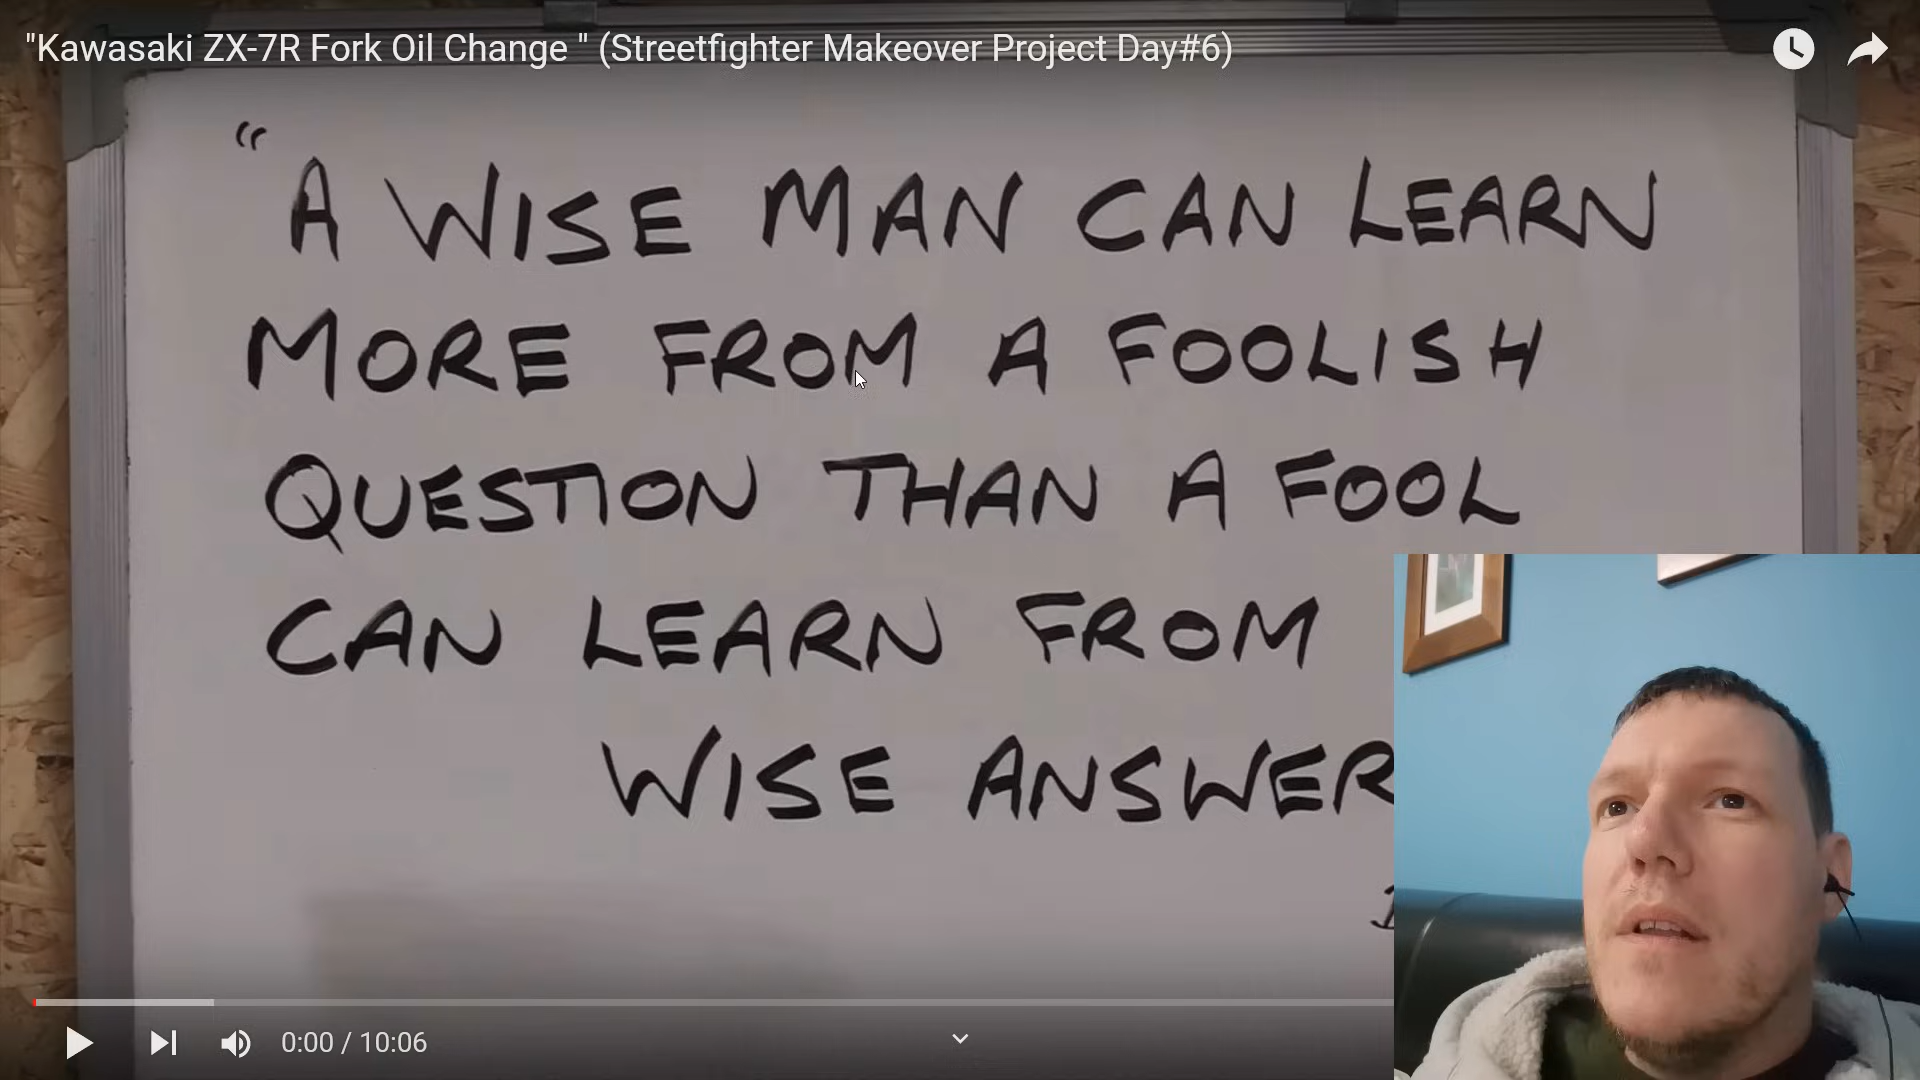 "Kawasaki ZX-7R Fork Oil Change " (Streetfighter Makeover Project Day#6)
“A WISE MAN CAN LEARN
MORE FROM A FOOLISH
QUESTION THAN A FOOL
CAN LEARN FROM
WISE ANSWER
0:00 / 10:06